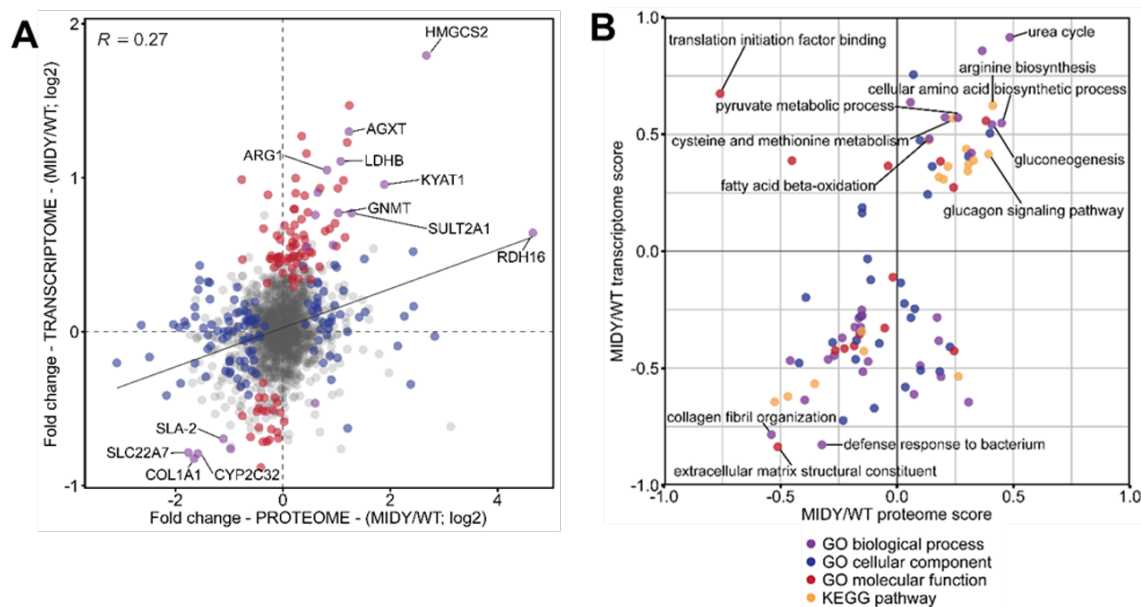 A
R = 0.27
Fold change - TRANSCRIPTOME - (MIDY/WT; log2)
2
1
0
-1
HMGCS2
AGXT
ARG1
LDHB
KYAT1
GNMT
SULT2A1
RDH16
SLA-2
SLC22A7
COL1A1
CYP2C32
-2
0
2
4
Fold change - PROTEOME - (MIDY/WT; log2)
B
MIDY/WT transcriptome score
1.0
0.5
0.0
-0.5
-1.0
translation initiation factor binding
urea cycle
arginine biosynthesis
cellular amino acid biosynthetic process
pyruvate metabolic process
cysteine and methionine metabolism
gluconeogenesis
fatty acid beta-oxidation
glucagon signaling pathway
collagen fibril organization
defense response to bacterium
extracellular matrix structural constituent
-1.0
-0.5
0.0
0.5
1.0
MIDY/WT proteome score
GO biological process
GO cellular component
GO molecular function
KEGG pathway